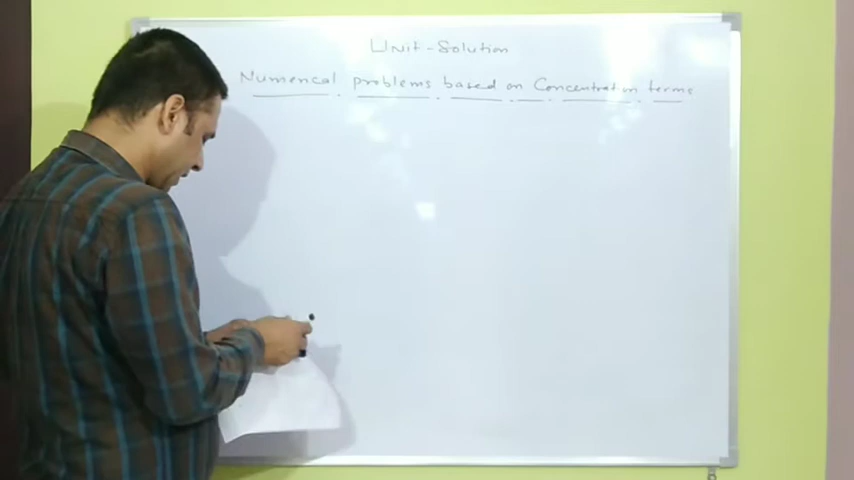 Unit - Solution
Numerical problems based on Concentration terms